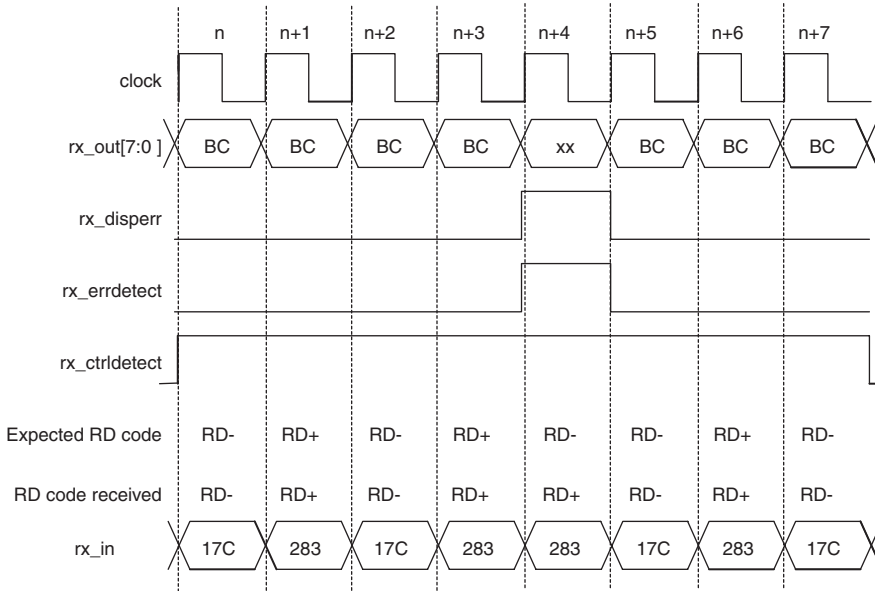 n n+1 n+2 n+3 n+4 n+5 n+6 n+7
clock
rx_out[7:0 ] BC BC BC BC xx BC BC BC
rx_disperr
rx_errdetect
rx_ctrldetect
Expected RD code RD- RD+ RD- RD+ RD- RD- RD+ RD-
RD code received RD- RD+ RD- RD+ RD+ RD- RD+ RD-
rx_in 17C 283 17C 283 283 17C 283 17C